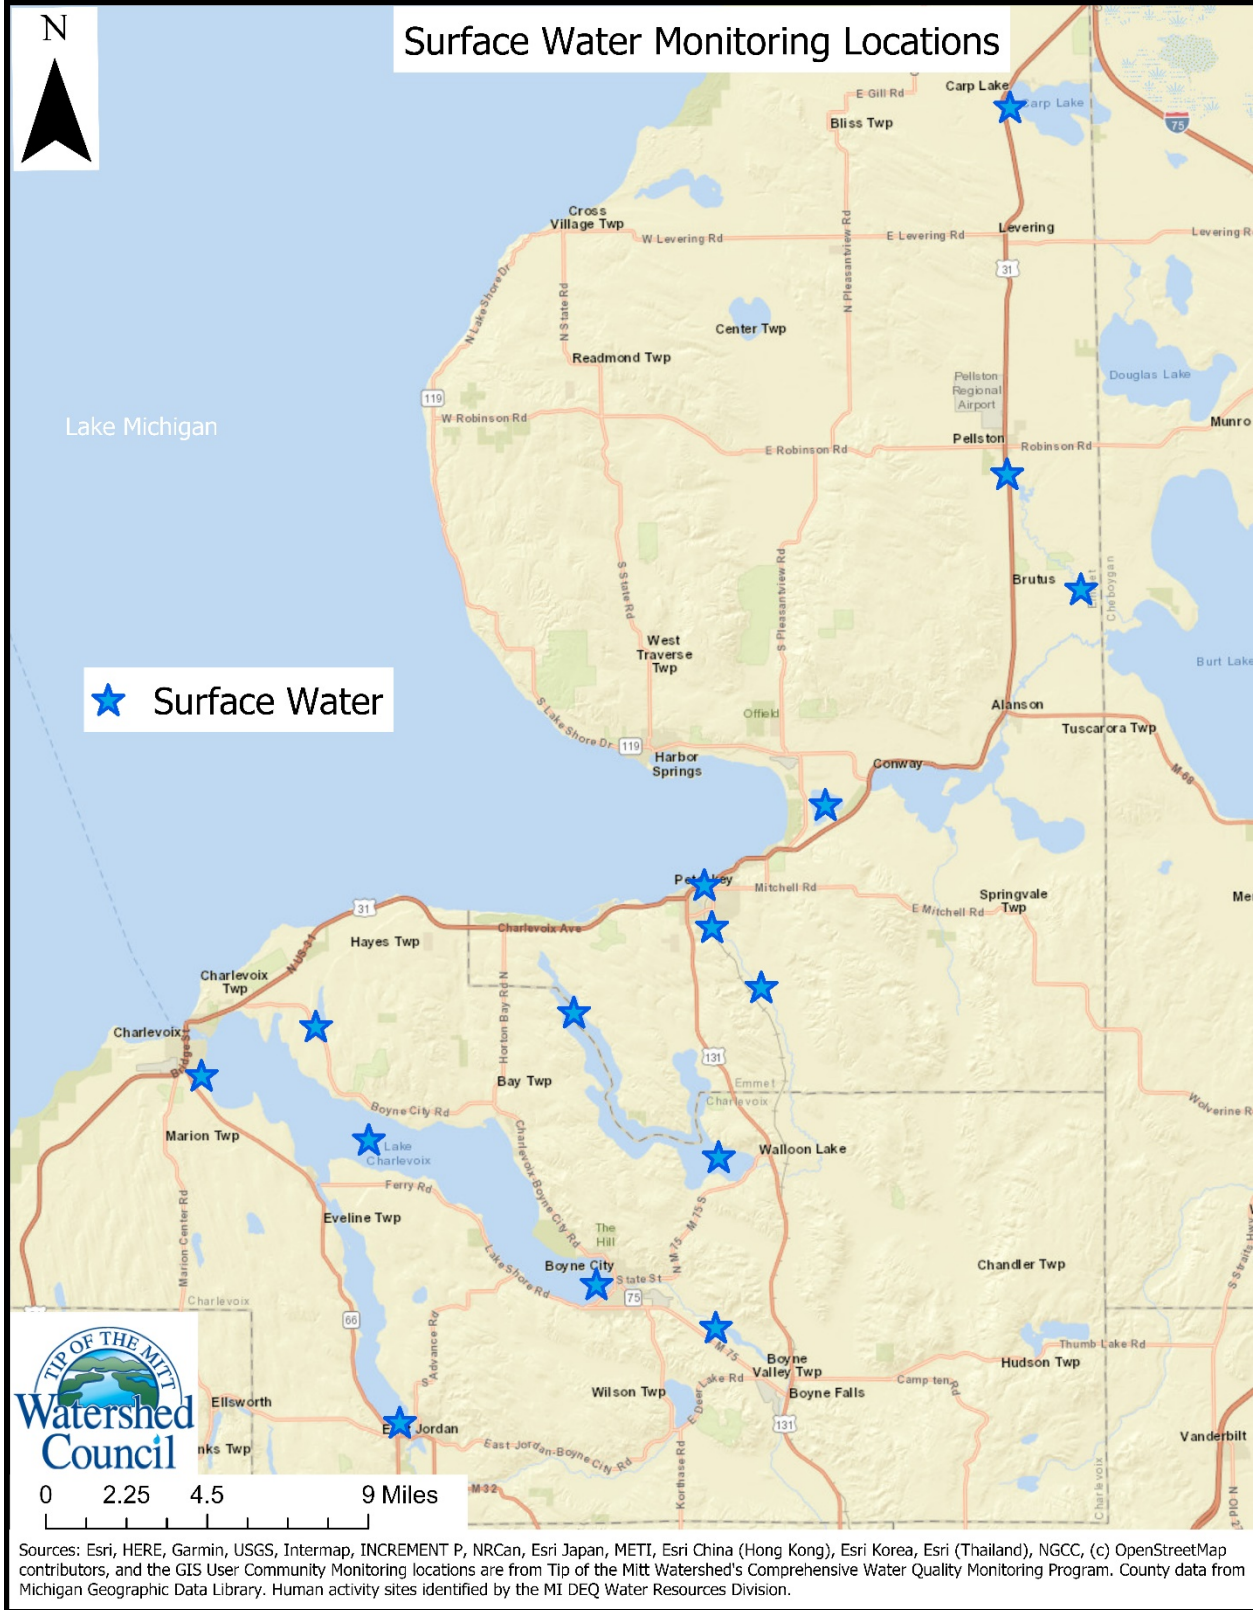 N
Surface Water Monitoring Locations
Carp Lake
Carp Lake
E Gill Rd
Bliss Twp
75
Cross
Village Twp
W Levering Rd
E Levering Rd
Levering
Levering R
31
N Lake Shore Dr
N State Rd
N Pleasantview Rd
Center Twp
Readmond Twp
Pellston
Regional
Airport
Douglas Lake
119
Lake Michigan
W Robinson Rd
E Robinson Rd
Pellston
Robinson Rd
Munro
S State Rd
S Pleasantview Rd
Brutus
Cheboygan
West
Traverse
Twp
Burt Lake
Surface Water
S Lake Shore Dr
119
Offield
Alanson
Tuscarora Twp
Harbor
Springs
Conway
M-68
Mitchell Rd
E Mitchell Rd
Springvale
Twp
Me
31
Charlevoix Ave
Hayes Twp
N US-31
Charlevoix
Twp
Horton Bay Rd N
Charlevoix
Bridge St
131
Bay Twp
Emmet
Charlevoix
Boyne City Rd
Wolverine R
Marion Twp
Lake
Charlevoix
Walloon Lake
Ferry Rd
Marion Center Rd
Charlevoix-Boyne City Rd
N M 75
M 75 S
Eveline Twp
The
Hill
Lake Shore Rd
Boyne City
State St
75
Chandler Twp
S Straits Hwy
Charlevoix
66
TIP OF THE MITT
Watershed
Council
S Advance Rd
M 75
Thumb Lake Rd
Hudson Twp
Boyne
Valley Twp
Boyne Falls
E Deer Lake Rd
Camp ten Rd
Wilson Twp
Ellsworth
131
Jordan
East Jordan-Boyne City Rd
nks Twp
Vanderbilt
Korthase Rd
Charlevoix
M 32
0 2.25 4.5 9 Miles
Sources: Esri, HERE, Garmin, USGS, Intermap, INCREMENT P, NRCan, Esri Japan, METI, Esri China (Hong Kong), Esri Korea, Esri (Thailand), NGCC, (c) OpenStreetMap
contributors, and the GIS User Community Monitoring locations are from Tip of the Mitt Watershed's Comprehensive Water Quality Monitoring Program. County data from
Michigan Geographic Data Library. Human activity sites identified by the MI DEQ Water Resources Division.